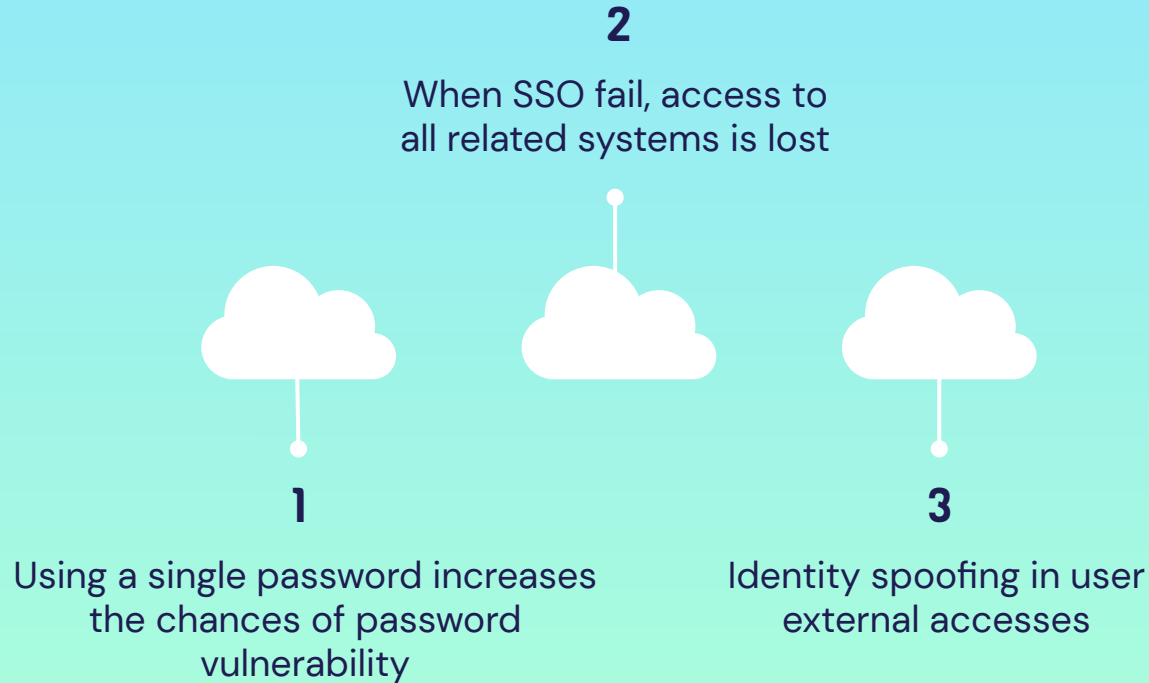 2
When SSO fail, access to
all related systems is lost
1
Using a single password increases
the chances of password
vulnerability
3
Identity spoofing in user
external accesses